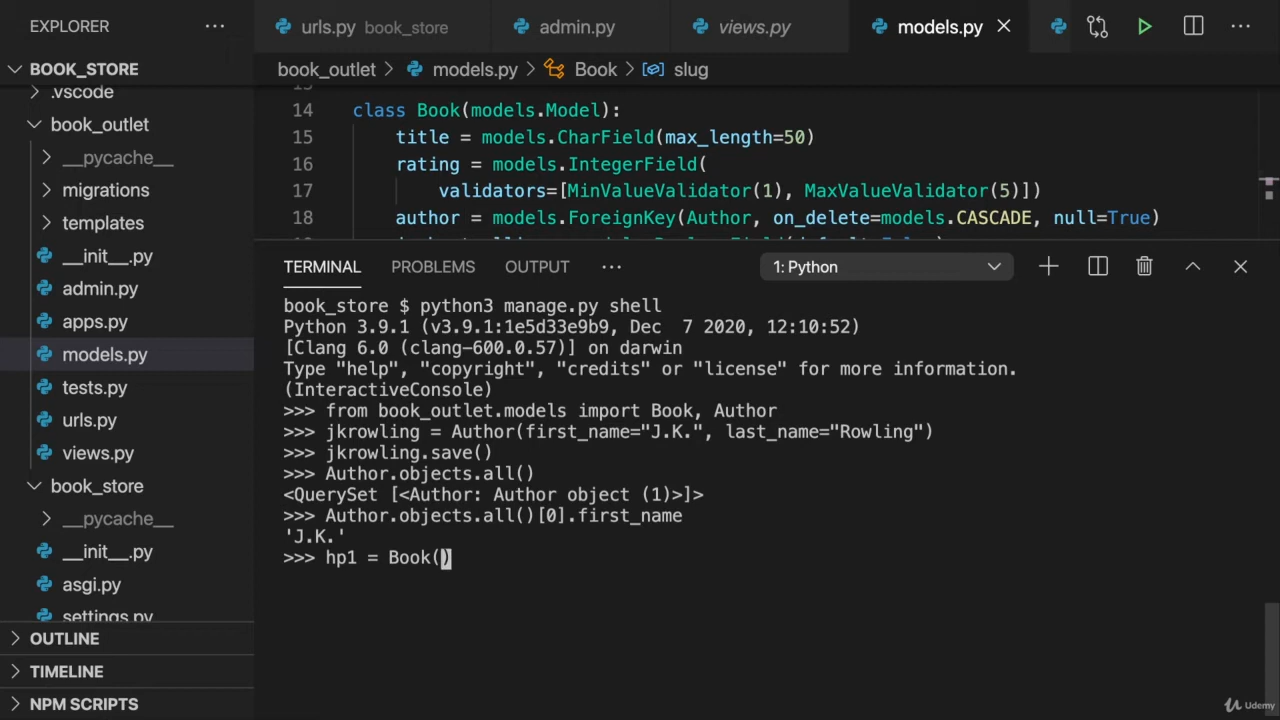 EXPLORER
urls.py book_store
admin.py
views.py
models.py
BOOK_STORE
book_outlet > models.py > Book > slug
.vscode
book_outlet
__pycache__
migrations
templates
__init__.py
admin.py
apps.py
models.py
tests.py
urls.py
views.py
book_store
__pycache__
__init__.py
asgi.py
settings.py
OUTLINE
TIMELINE
NPM SCRIPTS
14 class Book(models.Model):
15 title = models.CharField(max_length=50)
16 rating = models.IntegerField(
17 validators=[MinValueValidator(1), MaxValueValidator(5)])
18 author = models.ForeignKey(Author, on_delete=models.CASCADE, null=True)
TERMINAL PROBLEMS OUTPUT ··· 1: Python
book_store $ python3 manage.py shell
Python 3.9.1 (v3.9.1:1e5d33e9b9, Dec  7 2020, 12:10:52)
[Clang 6.0 (clang-600.0.57)] on darwin
Type "help", "copyright", "credits" or "license" for more information.
(InteractiveConsole)
>>> from book_outlet.models import Book, Author
>>> jkrowling = Author(first_name="J.K.", last_name="Rowling")
>>> jkrowling.save()
>>> Author.objects.all()
<QuerySet [<Author: Author object (1)>]>
>>> Author.objects.all()[0].first_name
'J.K.'
>>> hp1 = Book()
Udemy